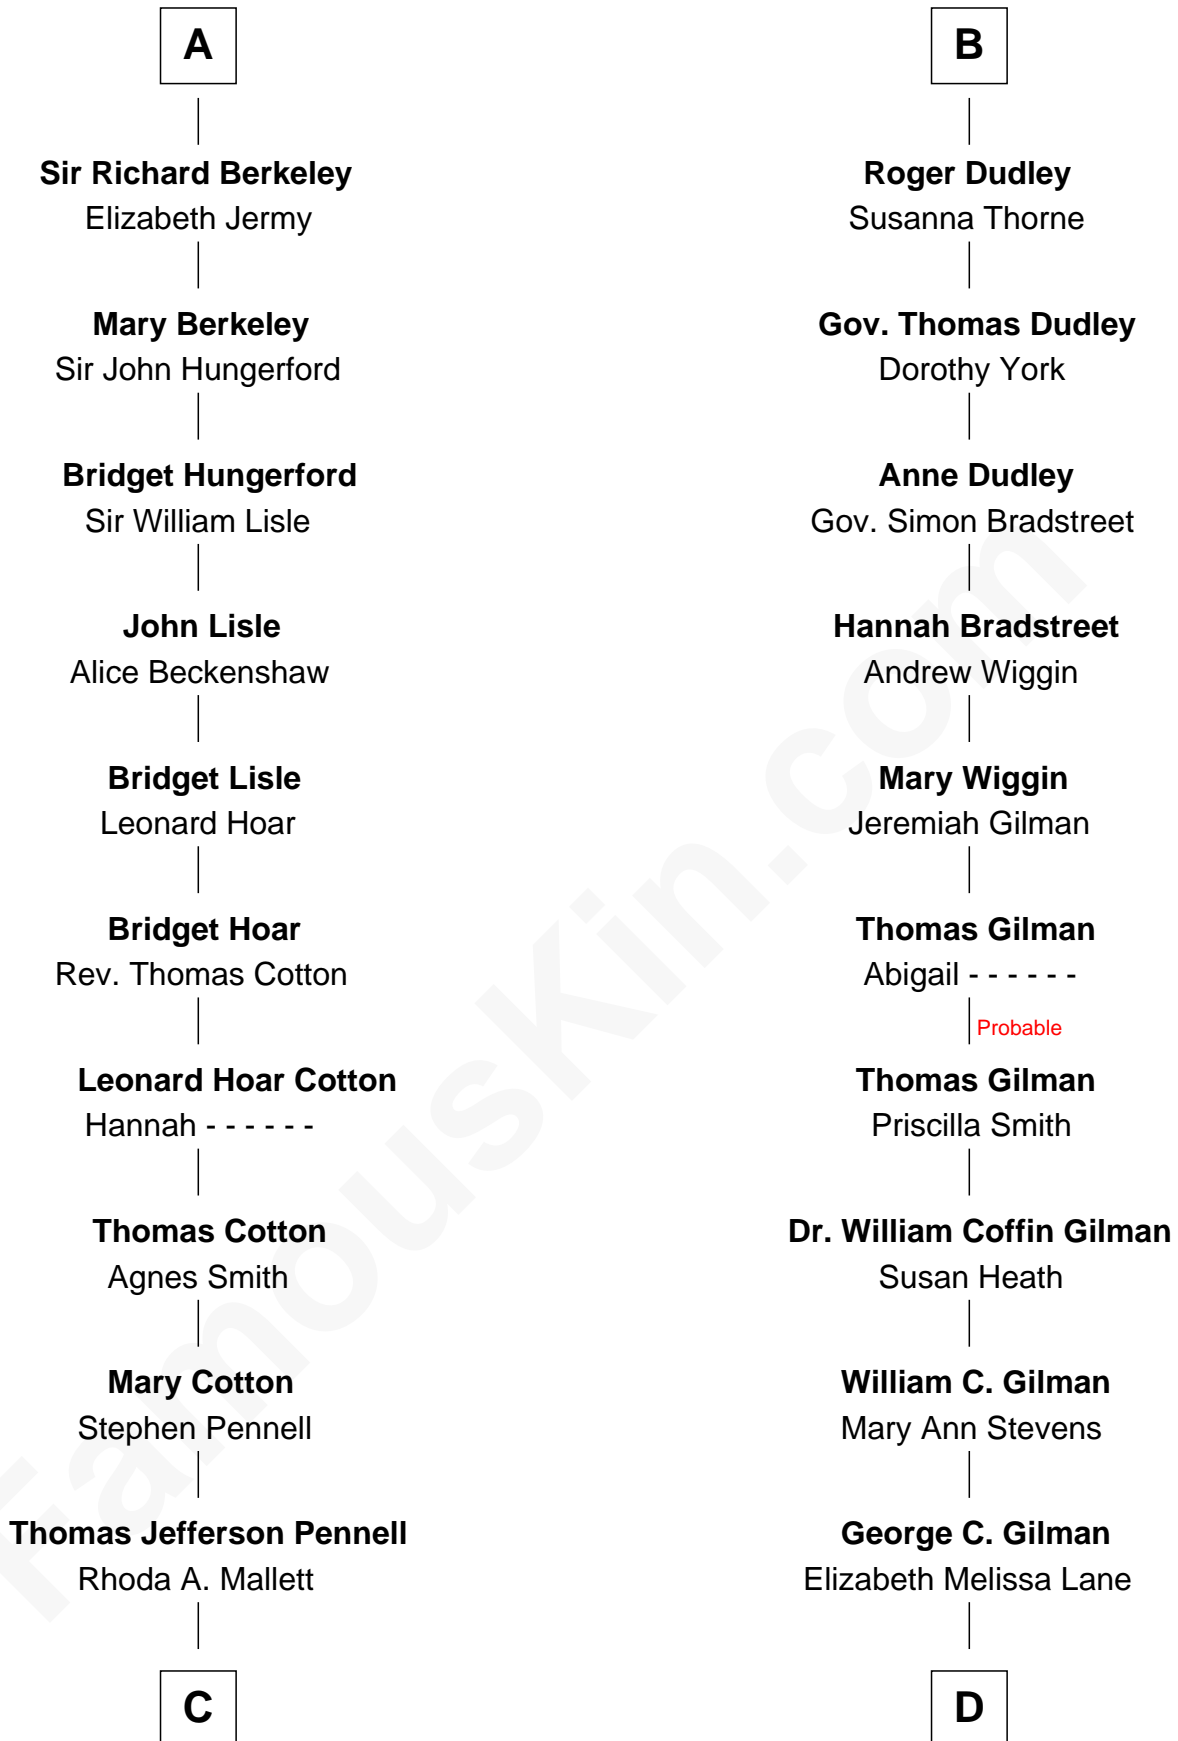 A
Sir Richard Berkeley
Elizabeth Jermy
Mary Berkeley
Sir John Hungerford
Bridget Hungerford
Sir William Lisle
John Lisle
Alice Beckenshaw
Bridget Lisle
Leonard Hoar
Bridget Hoar
Rev. Thomas Cotton
Leonard Hoar Cotton
Hannah - - - - - -
Thomas Cotton
Agnes Smith
Mary Cotton
Stephen Pennell
Thomas Jefferson Pennell
Rhoda A. Mallett
C
B
Roger Dudley
Susanna Thorne
Gov. Thomas Dudley
Dorothy York
Anne Dudley
Gov. Simon Bradstreet
Hannah Bradstreet
Andrew Wiggin
Mary Wiggin
Jeremiah Gilman
Thomas Gilman
Abigail - - - - - -
Probable
Thomas Gilman
Priscilla Smith
Dr. William Coffin Gilman
Susan Heath
William C. Gilman
Mary Ann Stevens
George C. Gilman
Elizabeth Melissa Lane
D
FamousKin.com